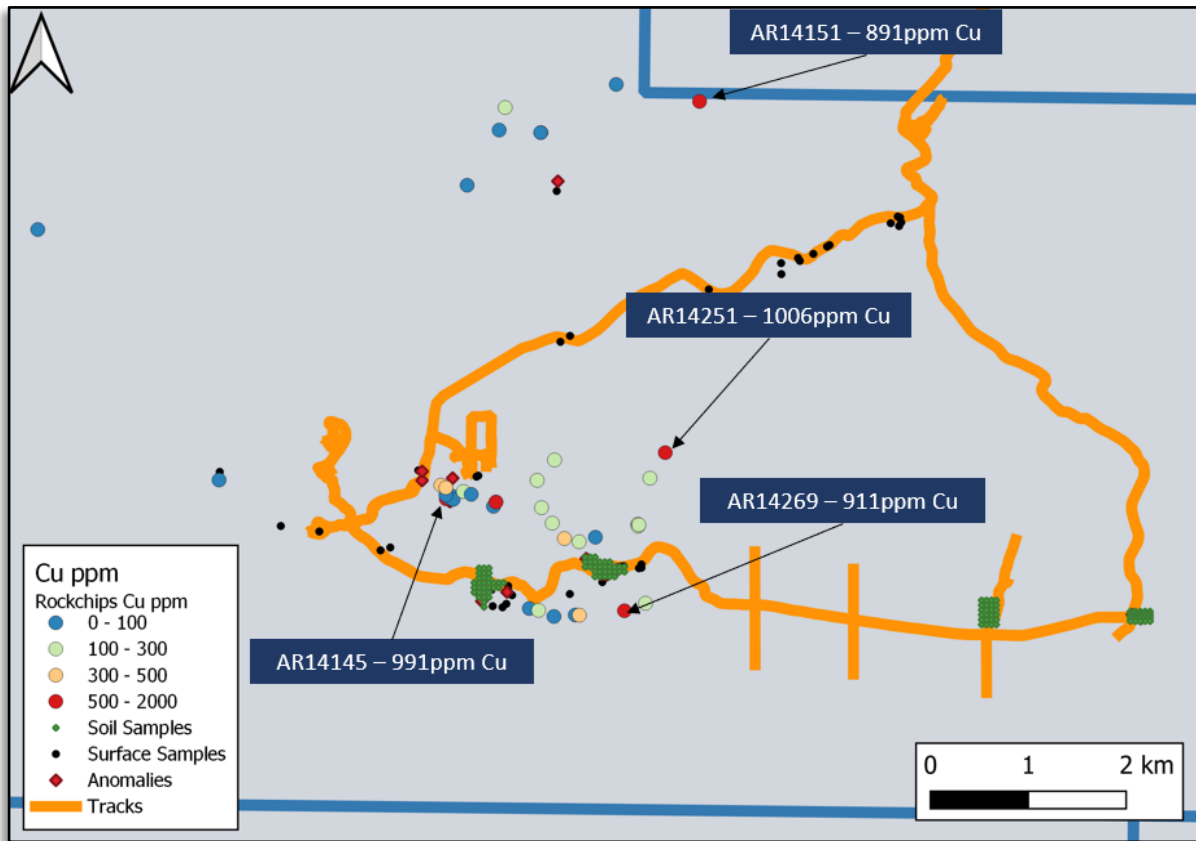 AR14151 – 891ppm Cu
AR14251 – 1006ppm Cu
AR14269 – 911ppm Cu
AR14145 – 991ppm Cu
Cu ppm
Rockchips Cu ppm
0 - 100
100 - 300
300 - 500
500 - 2000
Soil Samples
Surface Samples
Anomalies
Tracks
0 1 2 km